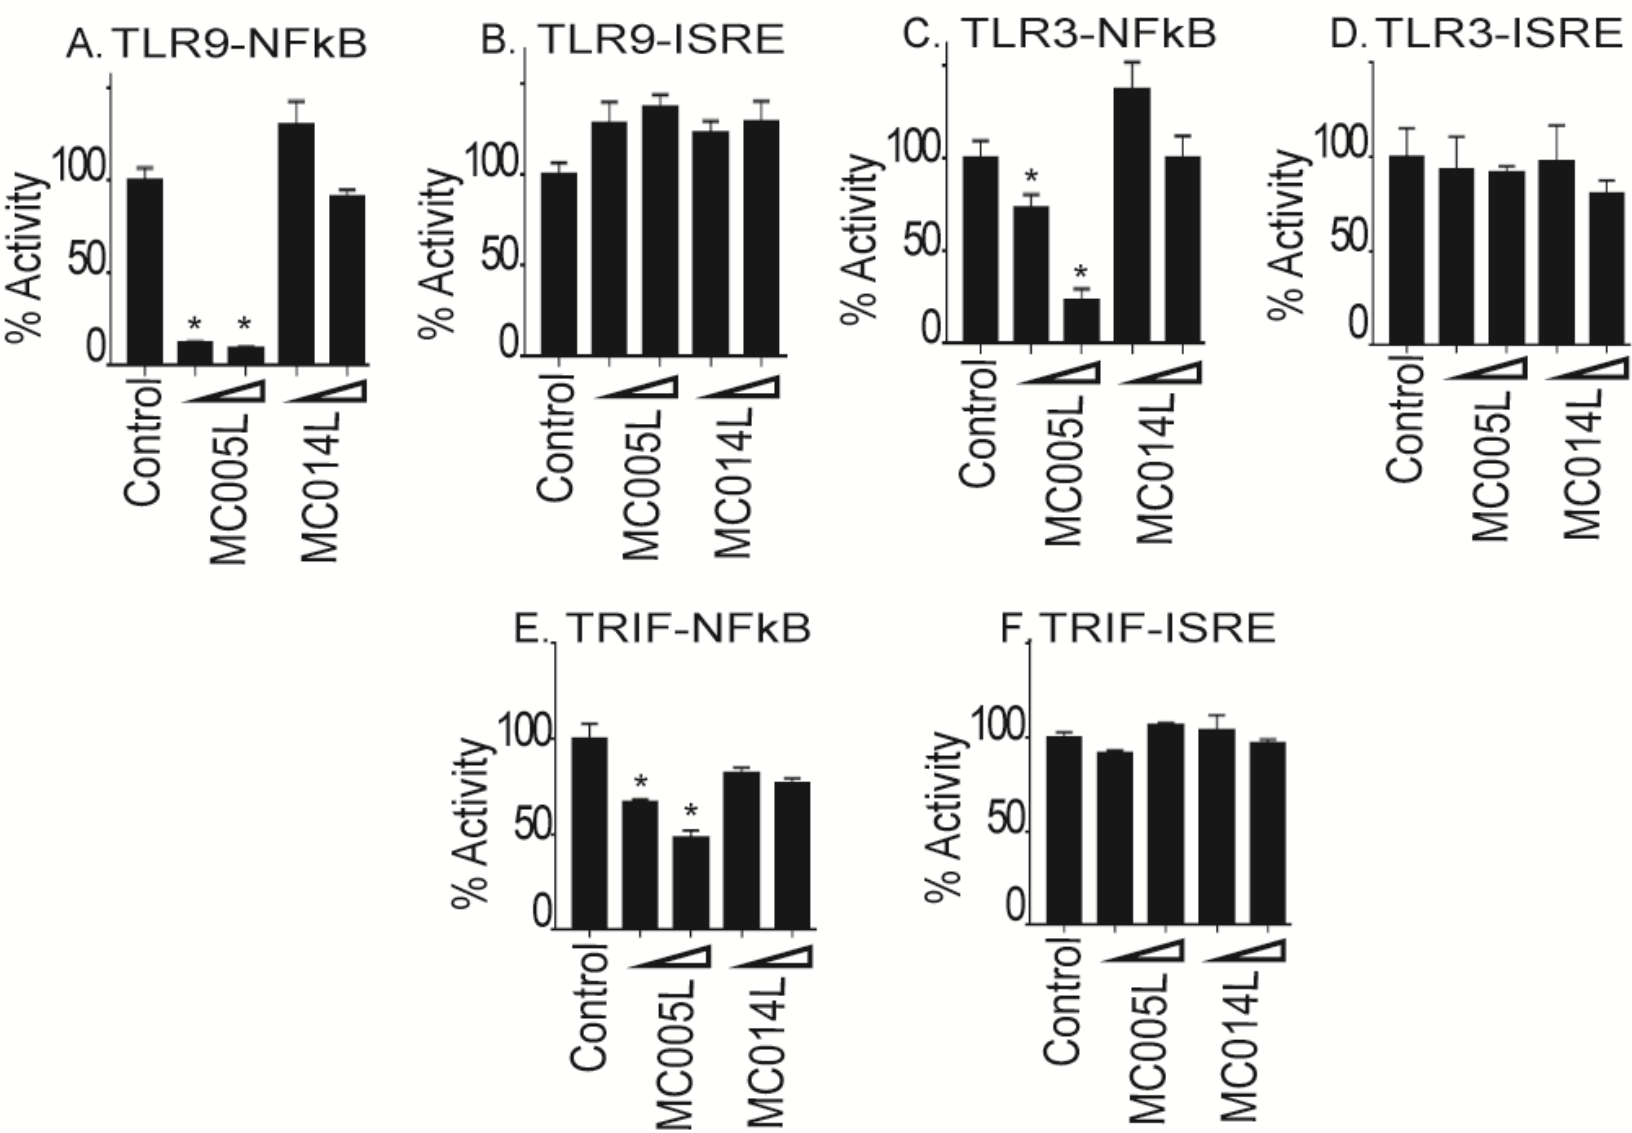 A. TLR9-NFkB
% Activity
100
50
0
*
*
Control
MC005L
MC014L
B. TLR9-ISRE
% Activity
100
50
0
Control
MC005L
MC014L
C. TLR3-NFkB
% Activity
100
50
0
*
*
Control
MC005L
MC014L
D. TLR3-ISRE
% Activity
100
50
0
Control
MC005L
MC014L
E. TRIF-NFkB
% Activity
100
50
0
*
*
Control
MC005L
MC014L
F. TRIF-ISRE
% Activity
100
50
0
Control
MC005L
MC014L